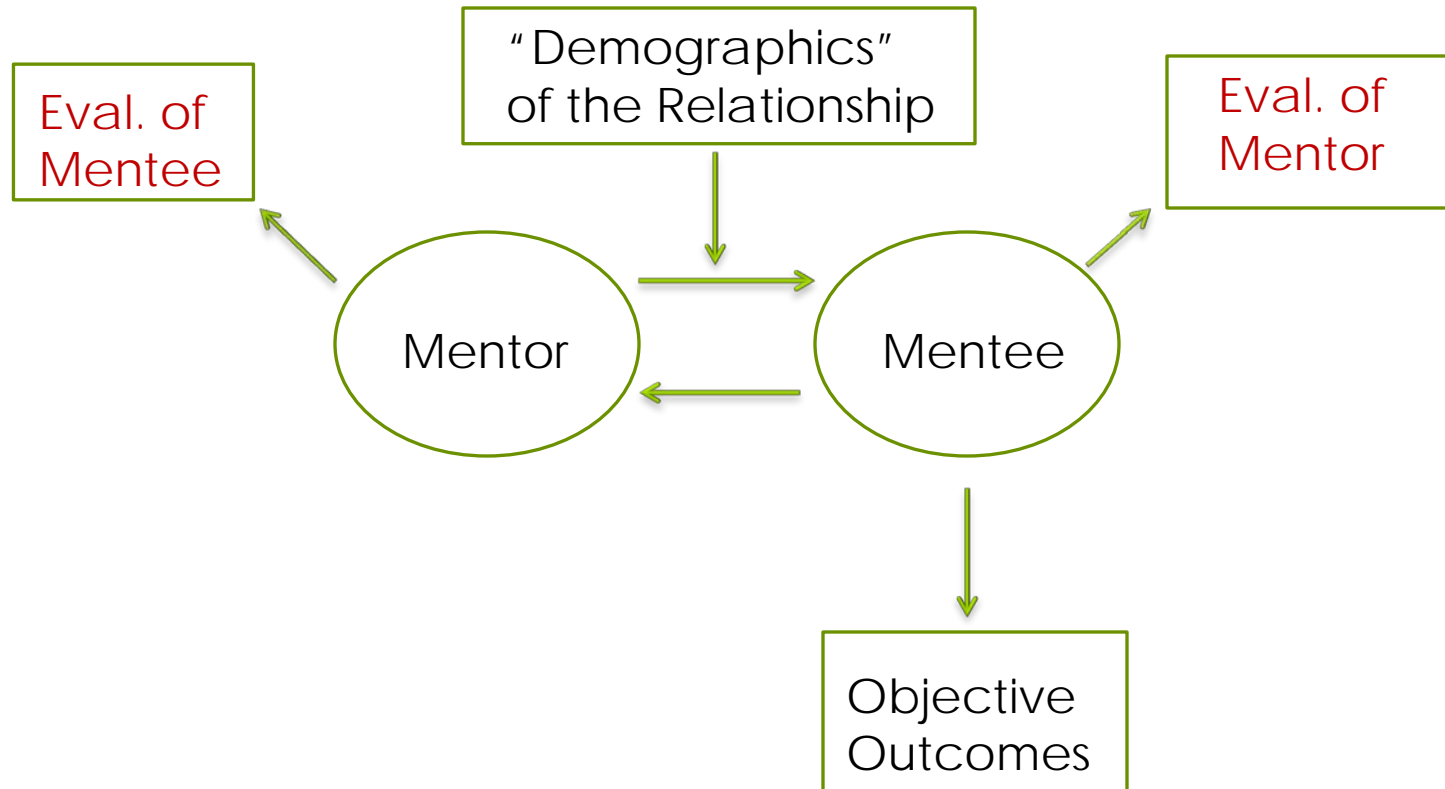 “Demographics”
of the Relationship
Eval. of
Mentee
Eval. of
Mentor
Mentor
Mentee
Objective
Outcomes